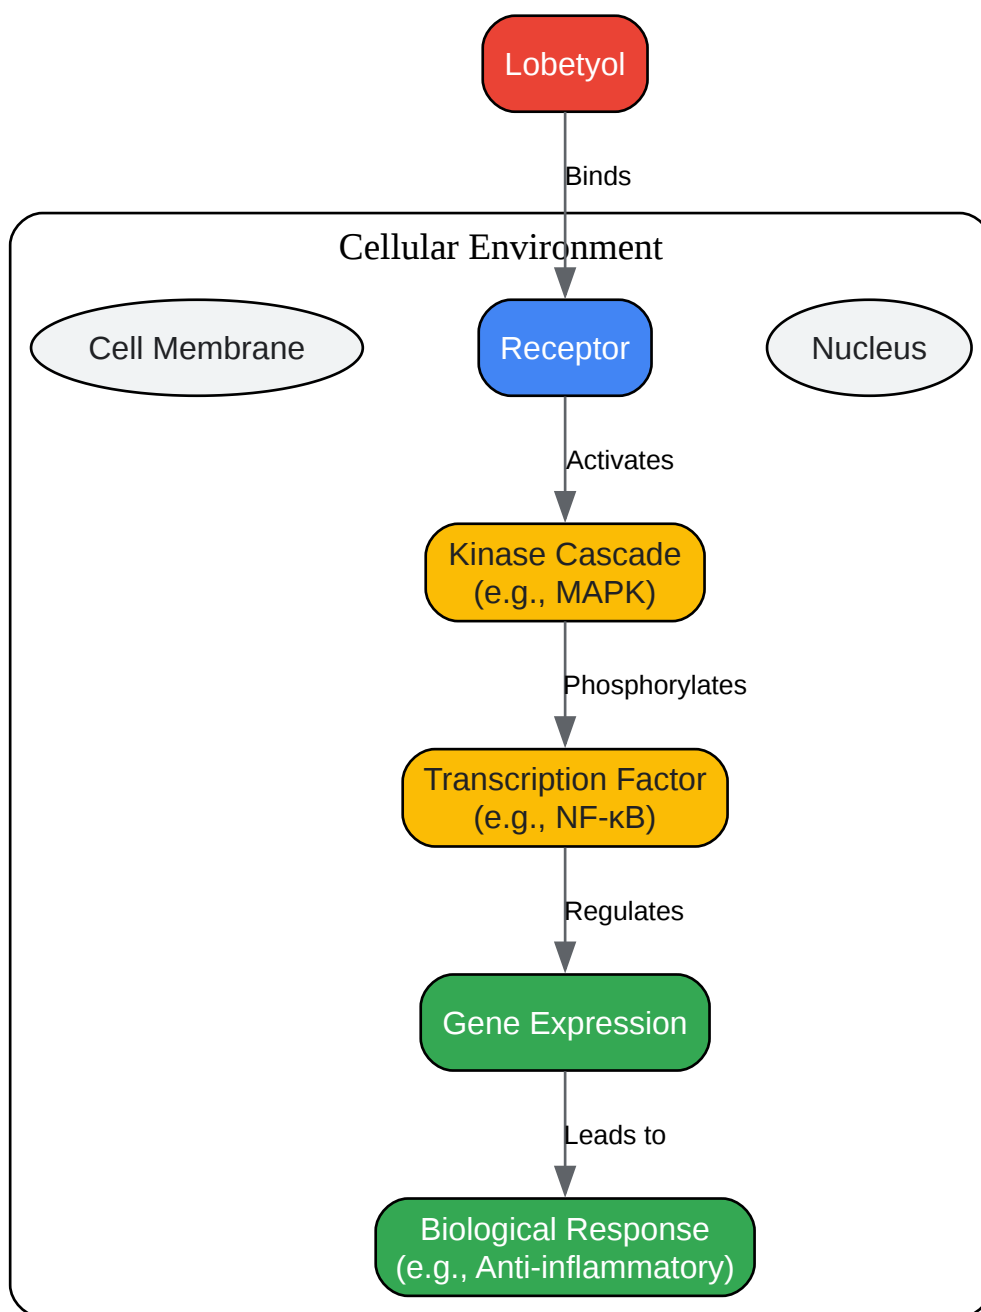 Lobetyol
Binds
Cellular Environment
Cell Membrane
Receptor
Nucleus
Activates
Kinase Cascade
(e.g., MAPK)
Phosphorylates
Transcription Factor
(e.g., NF-κB)
Regulates
Gene Expression
Leads to
Biological Response
(e.g., Anti-inflammatory)